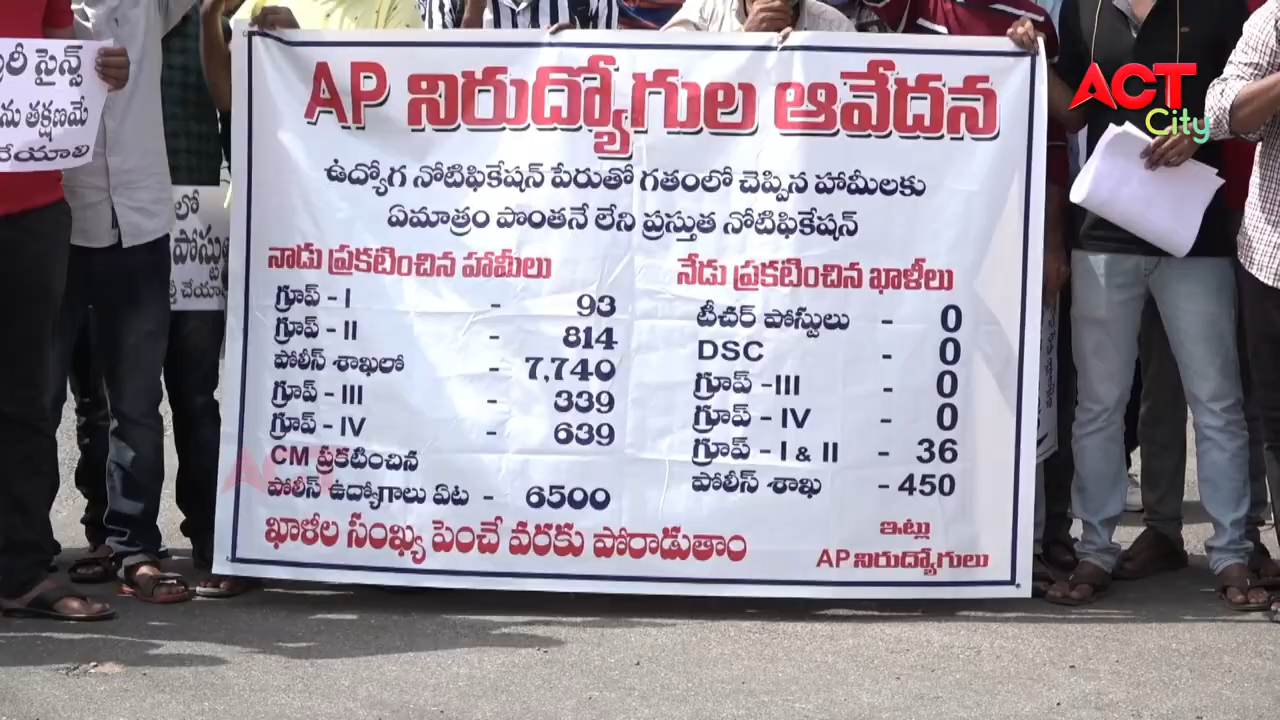 AP నిరుద్యోగుల ఆవేదన
ఉద్యోగ నోటిఫికేషన్ పేరుతో గతంలో చెప్పిన హామీలకు
ఏమాత్రం పొంతనే లేని ప్రస్తుత నోటిఫికేషన్
నాడు ప్రకటించిన హామీలు
గ్రూప్ - I - 93
గ్రూప్ - II - 814
పోలీస్ శాఖలో - 7,740
గ్రూప్ - III - 339
గ్రూప్ - IV - 639
CM ప్రకటించిన
పోలీస్ ఉద్యోగాలు ఏట - 6500
నేడు ప్రకటించిన ఖాళీలు
టీచర్ పోస్టులు - 0
DSC - 0
గ్రూప్ -III - 0
గ్రూప్ - IV - 0
గ్రూప్ - I & II - 36
పోలీస్ శాఖ - 450
ఖాళీల సంఖ్య పెంచే వరకు పోరాడుతాం
ఇట్లు
AP నిరుద్యోగులు
సైన్స్
ను తక్షణమే
చేయాలి
లో
పోస్టుల
ACT
City